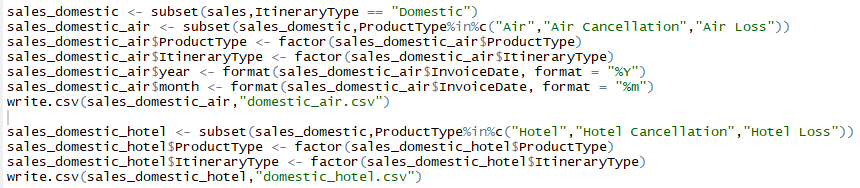 sales_domestic <- subset(sales,ItineraryType == "Domestic")
sales_domestic_air <- subset(sales_domestic,ProductType%in%c("Air","Air Cancellation","Air Loss"))
sales_domestic_air$ProductType <- factor(sales_domestic_air$ProductType)
sales_domestic_air$ItineraryType <- factor(sales_domestic_air$ItineraryType)
sales_domestic_air$year <- format(sales_domestic_air$InvoiceDate, format = "%Y")
sales_domestic_air$month <- format(sales_domestic_air$InvoiceDate, format = "%m")
write.csv(sales_domestic_air,"domestic_air.csv")
sales_domestic_hotel <- subset(sales_domestic,ProductType%in%c("Hotel","Hotel Cancellation","Hotel Loss"))
sales_domestic_hotel$ProductType <- factor(sales_domestic_hotel$ProductType)
sales_domestic_hotel$ItineraryType <- factor(sales_domestic_hotel$ItineraryType)
write.csv(sales_domestic_hotel,"domestic_hotel.csv")